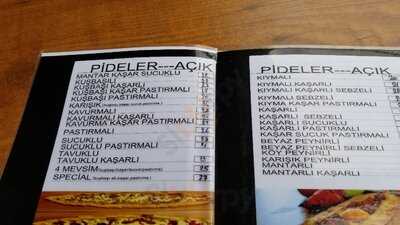 PİDELER---AÇIK
MANTAR KAŞAR SUCUKLU
KUŞBAŞILI
KUŞBAŞI KAŞARLI
KUŞBAŞI PASTIRMALI
KARIŞIK
KAVURMALI
KAVURMALI KAŞARLI
KAVURMA KAŞAR PASTIRMALI
PASTIRMALI
SUCUKLU
SUCUKLU PASTIRMALI
TAVUKLU
TAVUKLU KAŞARLI
4 MEVSİM
SPECİAL
PİDELER---AÇIK
KIYMALI
KIYMALI KAŞARLI
KIYMALI KAŞARLI SEBZELİ
KIYMALI SEBZELİ
KIYMA KAŞAR PASTIRMALI
KAŞARLI
KAŞARLI SEBZELİ
KAŞARLI SUCUKLU
KAŞARLI PASTIRMALI
KAŞAR SUCUK PASTIRMALI
BEYAZ PEYNİRLİ
BEYAZ PEYNİRLİ SEBZELİ
KÖY PEYNİRLİ
KARIŞIK PEYNİRLİ
MANTARLI
MANTARLI KAŞARLI